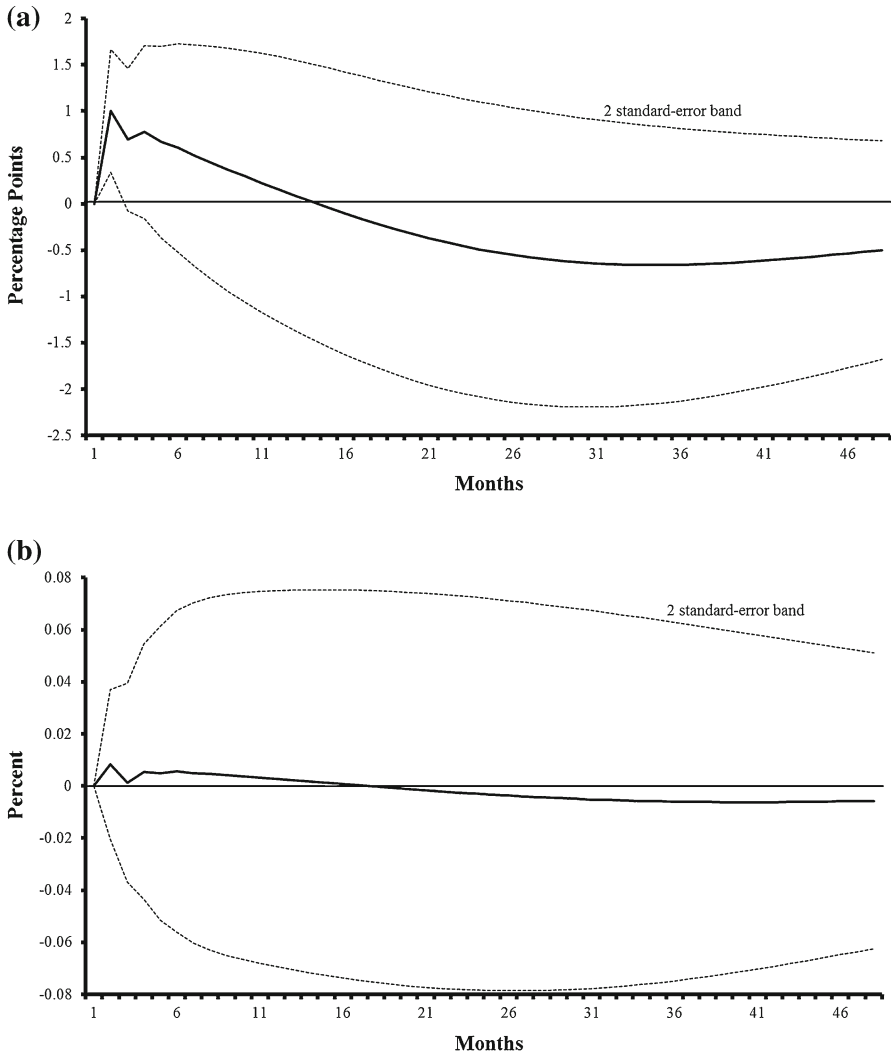 (a)
2
1.5
1
0.5
0
-0.5
-1
-1.5
-2
-2.5
Percentage Points
2 standard-error band
1 6 11 16 21 26 31 36 41 46
Months
(b)
0.08
0.06
0.04
0.02
0
-0.02
-0.04
-0.06
-0.08
Percent
2 standard-error band
1 6 11 16 21 26 31 36 41 46
Months